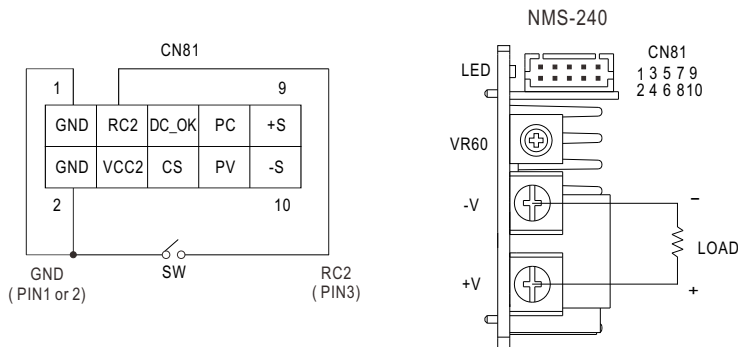 NMS-240
CN81
1 9
GND RC2 DC_OK PC +S
GND VCC2 CS PV -S
2 10
SW
GND
( PIN1 or 2)
RC2
( PIN3)
LED
CN81
1 3 5 7 9
2 4 6 8 10
VR60
-V
+V
–
LOAD
+